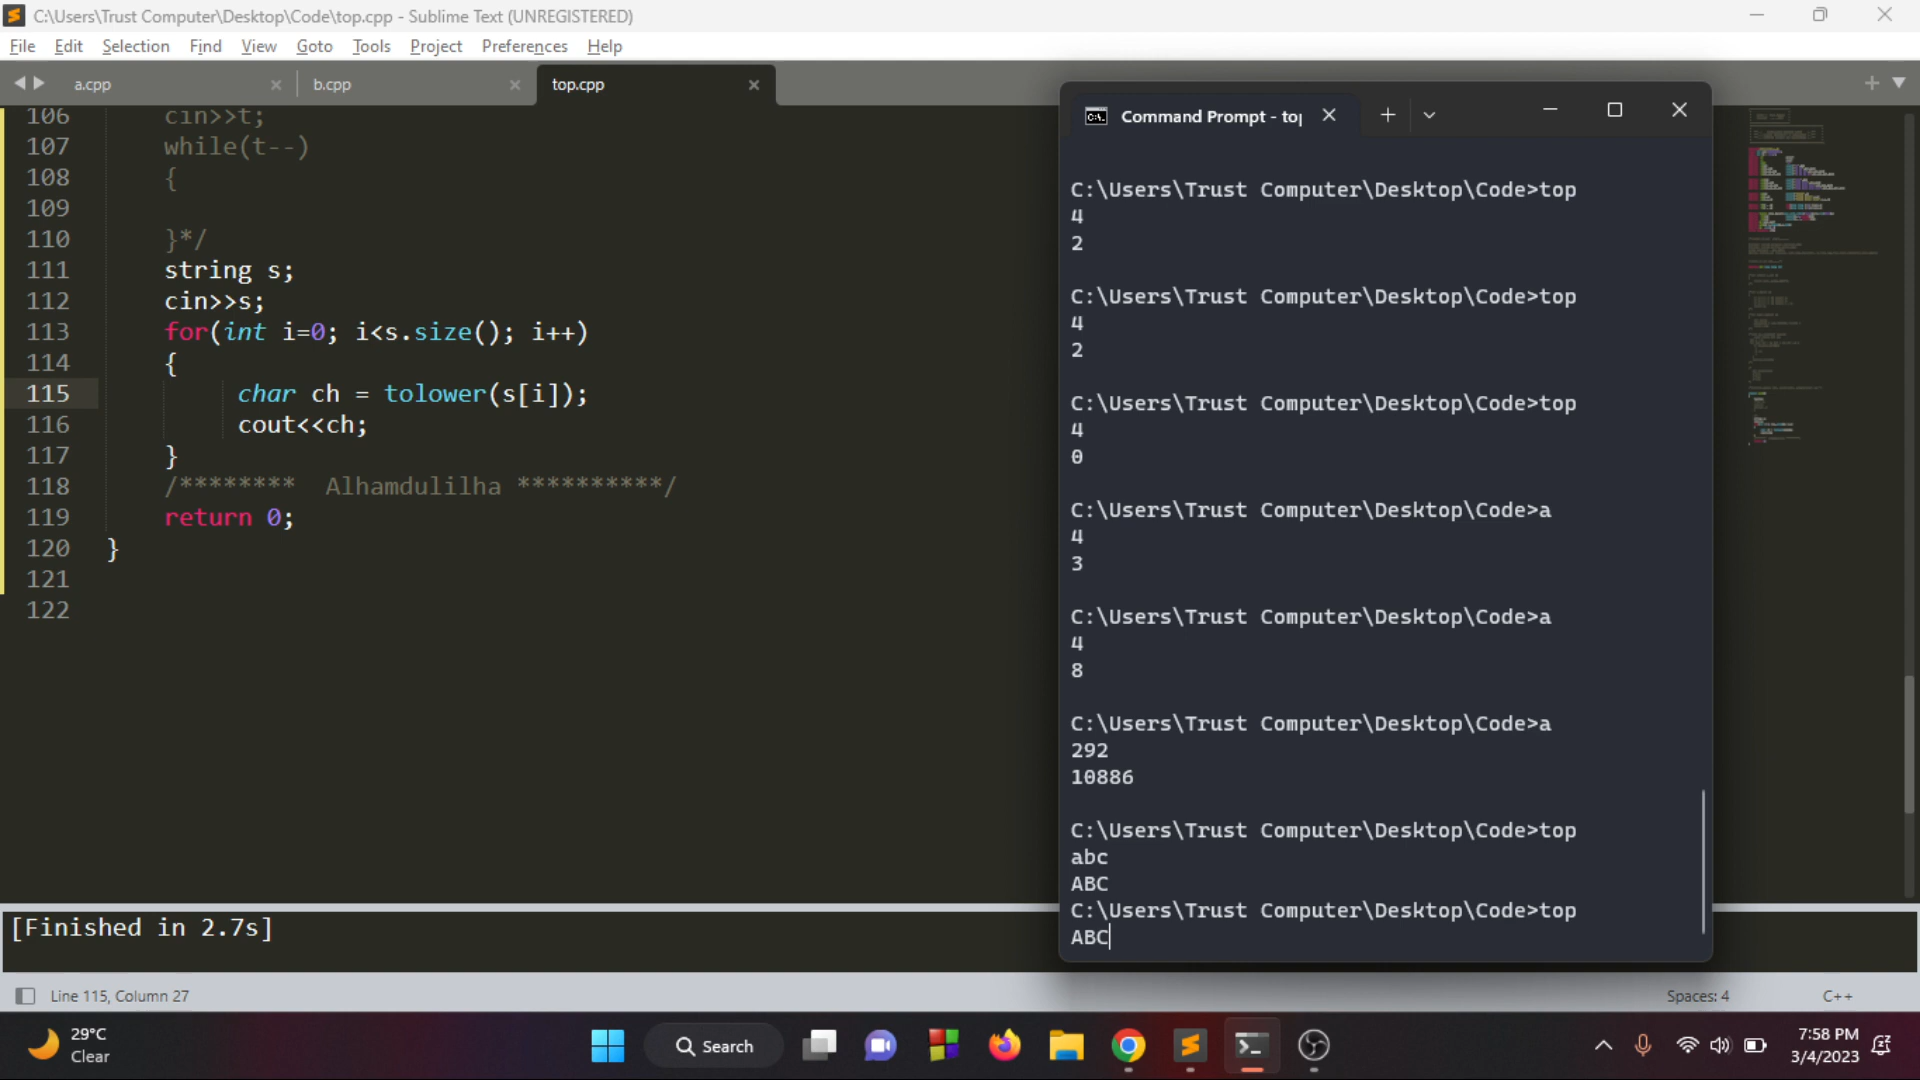 C:\Users\Trust Computer\Desktop\Code\top.cpp - Sublime Text (UNREGISTERED)
File Edit Selection Find View Goto Tools Project Preferences Help
a.cpp b.cpp top.cpp
106 cin>>t;
107 while(t--)
108 {
109
110 }*/
111 string s;
112 cin>>s;
113 for(int i=0; i<s.size(); i++)
114 {
115 char ch = tolower(s[i]);
116 cout<<ch;
117 }
118 /******** Alhamdulilha **********/
119 return 0;
120 }
121
122
[Finished in 2.7s]
Line 115, Column 27
Spaces: 4
C++
Command Prompt - top
C:\Users\Trust Computer\Desktop\Code>top
4
2
C:\Users\Trust Computer\Desktop\Code>top
4
2
C:\Users\Trust Computer\Desktop\Code>top
4
0
C:\Users\Trust Computer\Desktop\Code>a
4
3
C:\Users\Trust Computer\Desktop\Code>a
4
8
C:\Users\Trust Computer\Desktop\Code>a
292
10886
C:\Users\Trust Computer\Desktop\Code>top
abc
ABC
C:\Users\Trust Computer\Desktop\Code>top
ABC
29°C
Clear
Search
7:58 PM
3/4/2023